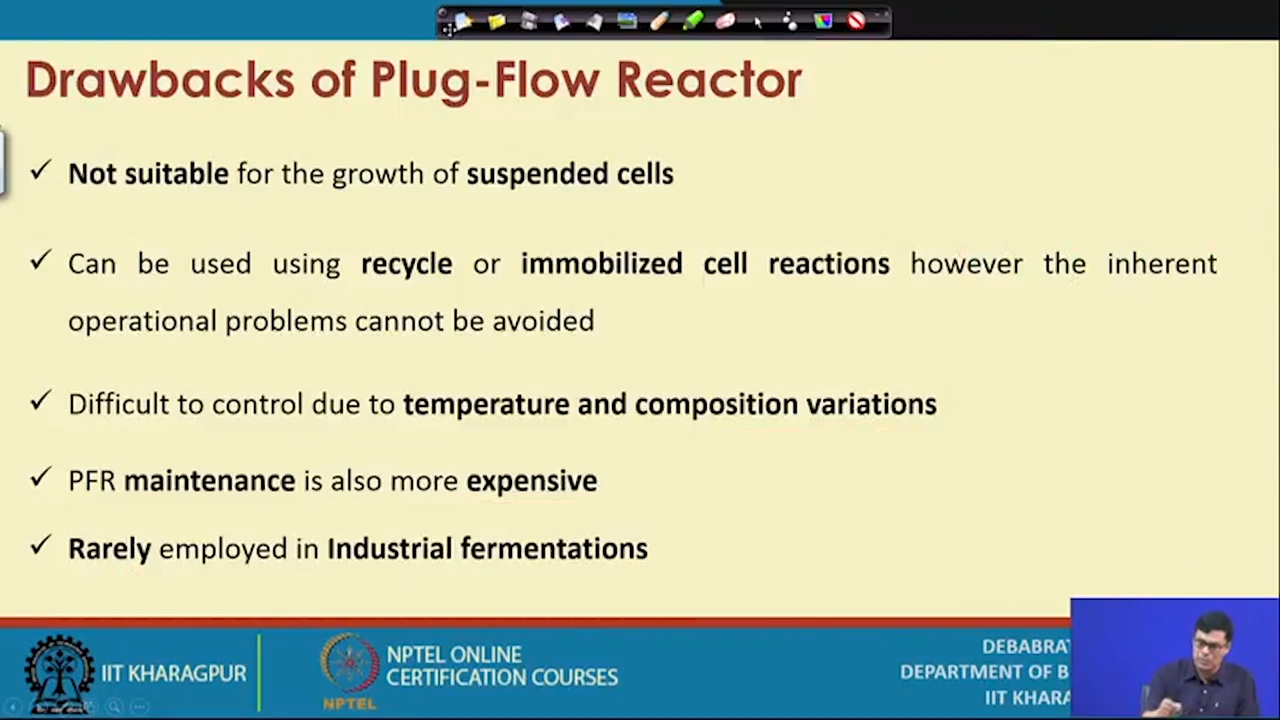 Drawbacks of Plug-Flow Reactor
✓ Not suitable for the growth of suspended cells
✓ Can be used using recycle or immobilized cell reactions however the inherent
operational problems cannot be avoided
✓ Difficult to control due to temperature and composition variations
✓ PFR maintenance is also more expensive
✓ Rarely employed in Industrial fermentations
IIT KHARAGPUR
NPTEL
NPTEL ONLINE
CERTIFICATION COURSES
DEBABRAT
DEPARTMENT OF B
IIT KHARA